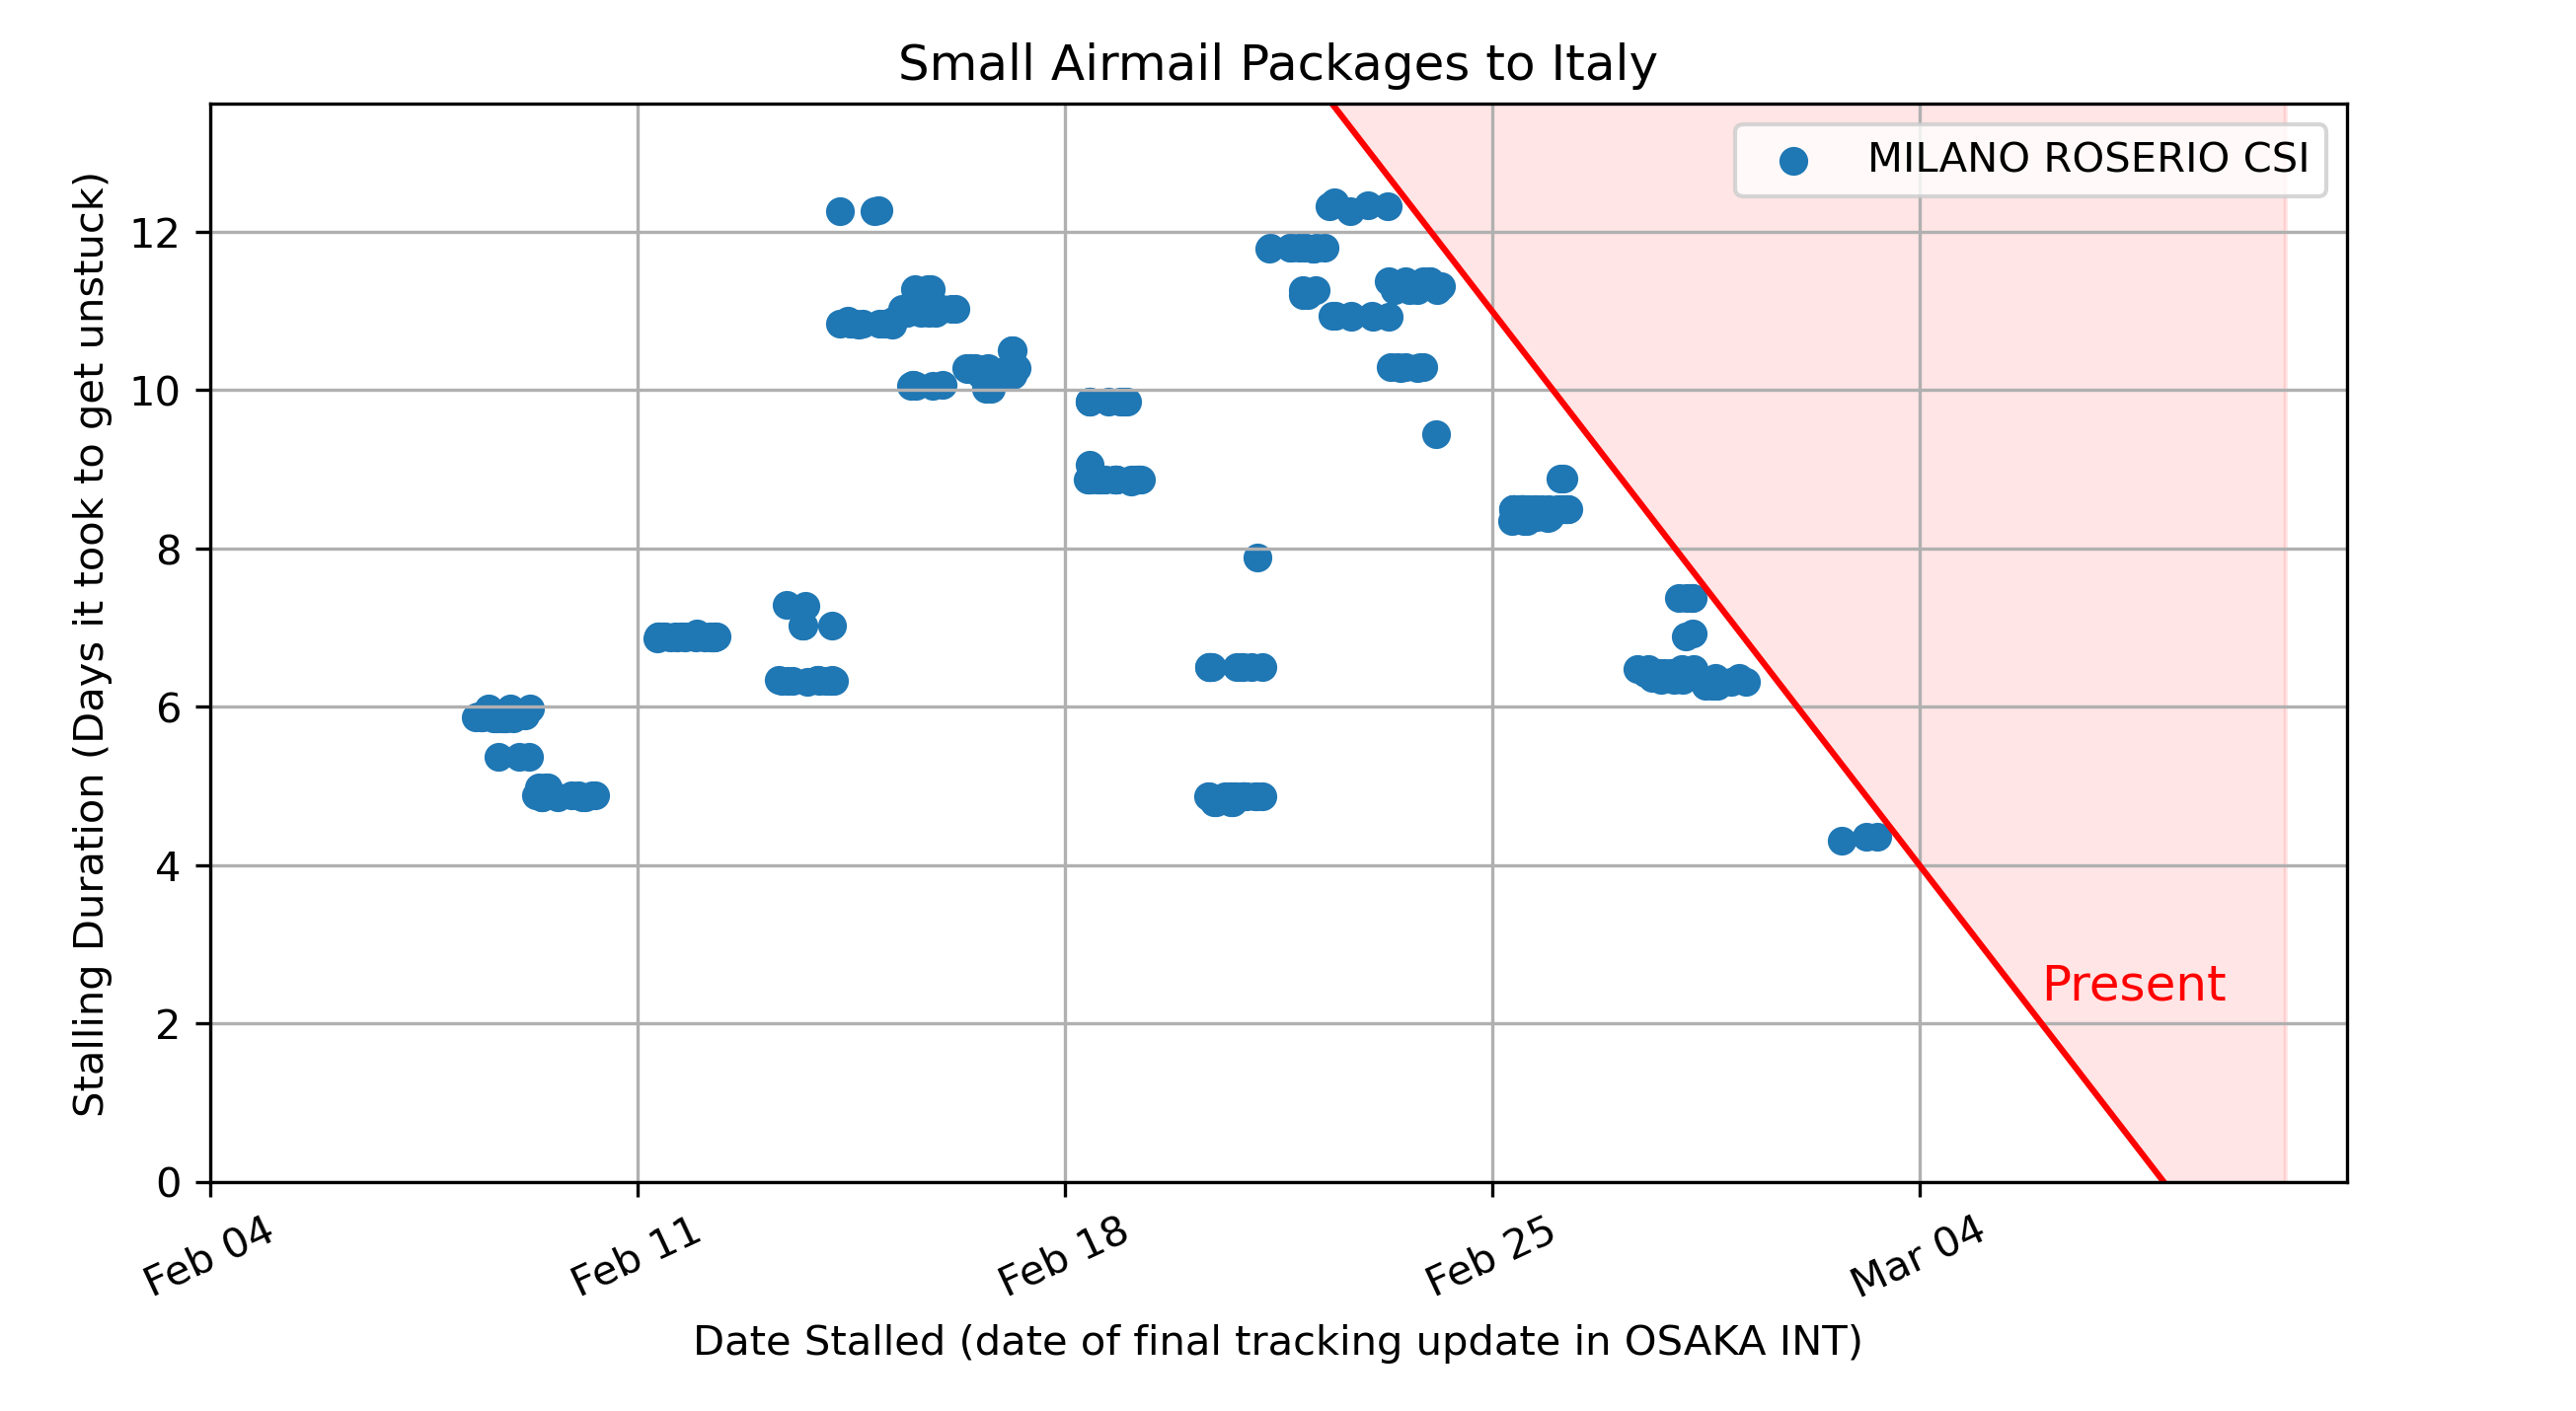 Small Airmail Packages to Italy
MILANO ROSERIO CSI
Stalling Duration (Days it took to get unstuck)
12
10
8
6
4
2
0
Present
Feb 04
Feb 11
Feb 18
Feb 25
Mar 04
Date Stalled (date of final tracking update in OSAKA INT)